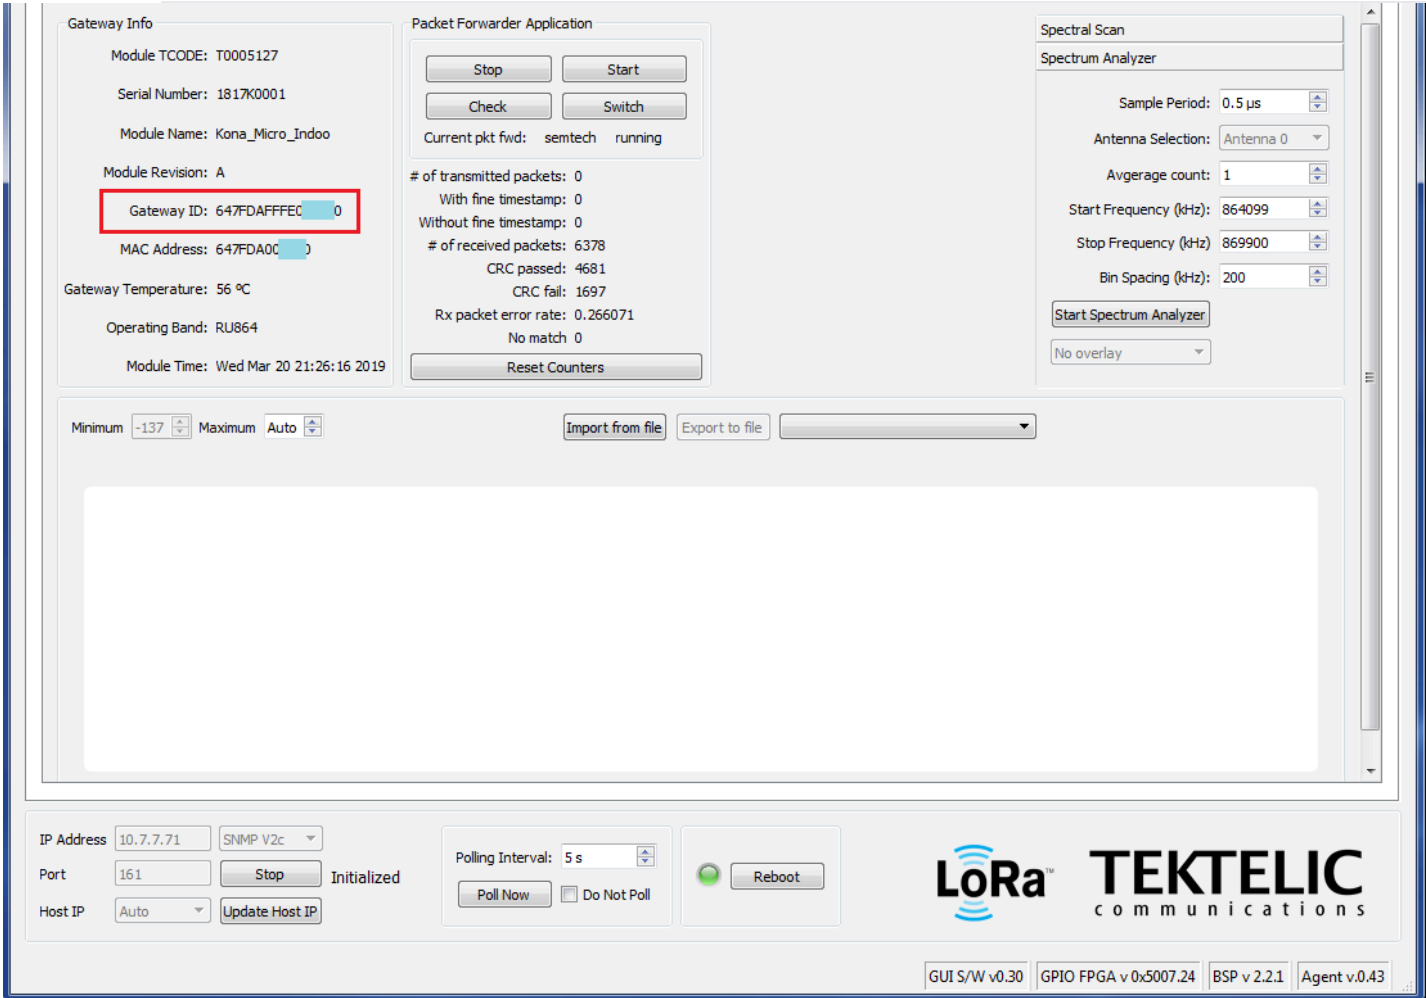 Gateway Info
Module TCODE: T0005127
Serial Number: 1817K0001
Module Name: Kona_Micro_Indoo
Module Revision: A
Gateway ID: 647FDAFFFE0 0
MAC Address: 647FDA00
Gateway Temperature: 56 ºC
Operating Band: RU864
Module Time: Wed Mar 20 21:26:16 2019
Packet Forwarder Application
Stop Start
Check Switch
Current pkt fwd: semtech running
# of transmitted packets: 0
With fine timestamp: 0
Without fine timestamp: 0
# of received packets: 6378
CRC passed: 4681
CRC fail: 1697
Rx packet error rate: 0.266071
No match 0
Reset Counters
Spectral Scan
Spectrum Analyzer
Sample Period: 0.5 µs
Antenna Selection: Antenna 0
Avgerage count: 1
Start Frequency (kHz): 864099
Stop Frequency (kHz) 869900
Bin Spacing (kHz): 200
Start Spectrum Analyzer
No overlay
Minimum -137 Maximum Auto Import from file Export to file
IP Address 10.7.7.71 SNMP V2c
Port 161 Stop Initialized
Host IP Auto Update Host IP
Polling Interval: 5 s
Poll Now Do Not Poll
Reboot
LoRa™
TEKTELIC
communications
GUI S/W v0.30 GPIO FPGA v 0x5007.24 BSP v 2.2.1 Agent v.0.43